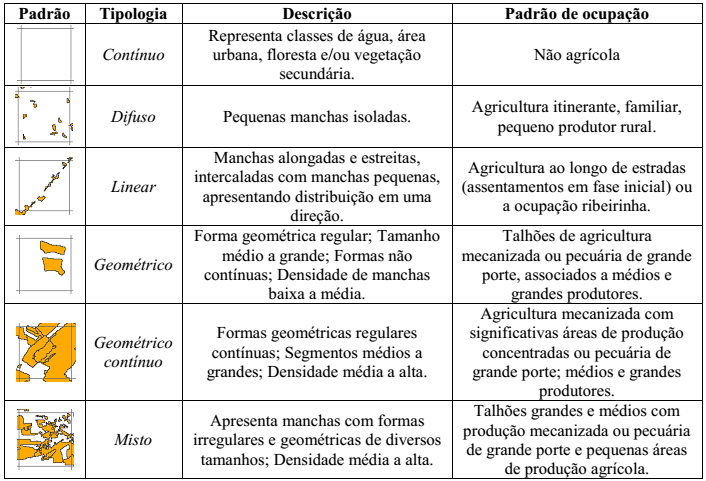 Padrão Tipologia Descrição Padrão de ocupação
Contínuo
Representa classes de água, área
urbana, floresta e/ou vegetação
secundária.
Não agrícola
Difuso
Pequenas manchas isoladas.
Agricultura itinerante, familiar,
pequeno produtor rural.
Linear
Manchas alongadas e estreitas,
intercaladas com manchas pequenas,
apresentando distribuição em uma
direção.
Agricultura ao longo de estradas
(assentamentos em fase inicial) ou
a ocupação ribeirinha.
Geométrico
Forma geométrica regular; Tamanho
médio a grande; Formas não
contínuas; Densidade de manchas
baixa a média.
Talhões de agricultura
mecanizada ou pecuária de grande
porte, associados a médios e
grandes produtores.
Geométrico
contínuo
Formas geométricas regulares
contínuas; Segmentos médios a
grandes; Densidade média a alta.
Agricultura mecanizada com
significativas áreas de produção
concentradas ou pecuária de
grande porte; médios e grandes
produtores.
Misto
Apresenta manchas com formas
irregulares e geométricas de diversos
tamanhos; Densidade média a alta.
Talhões grandes e médios com
produção mecanizada ou pecuária
de grande porte e pequenas áreas
de produção agrícola.